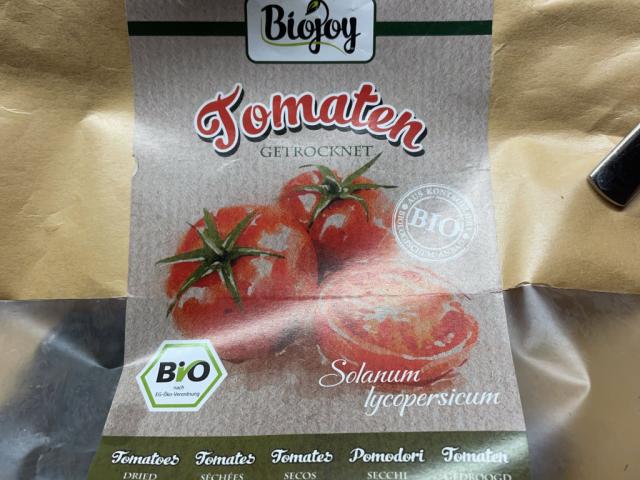 Biojoy
Tomaten
GETROCKNET
BIO
Bio
nach
EG-Öko-Verordnung
Solanum
lycopersicum
Tomatoes Tomates Tomates Pomodori Tomaten
DRIED SÉCHÉES SECOS SECCHI GEDROOGD